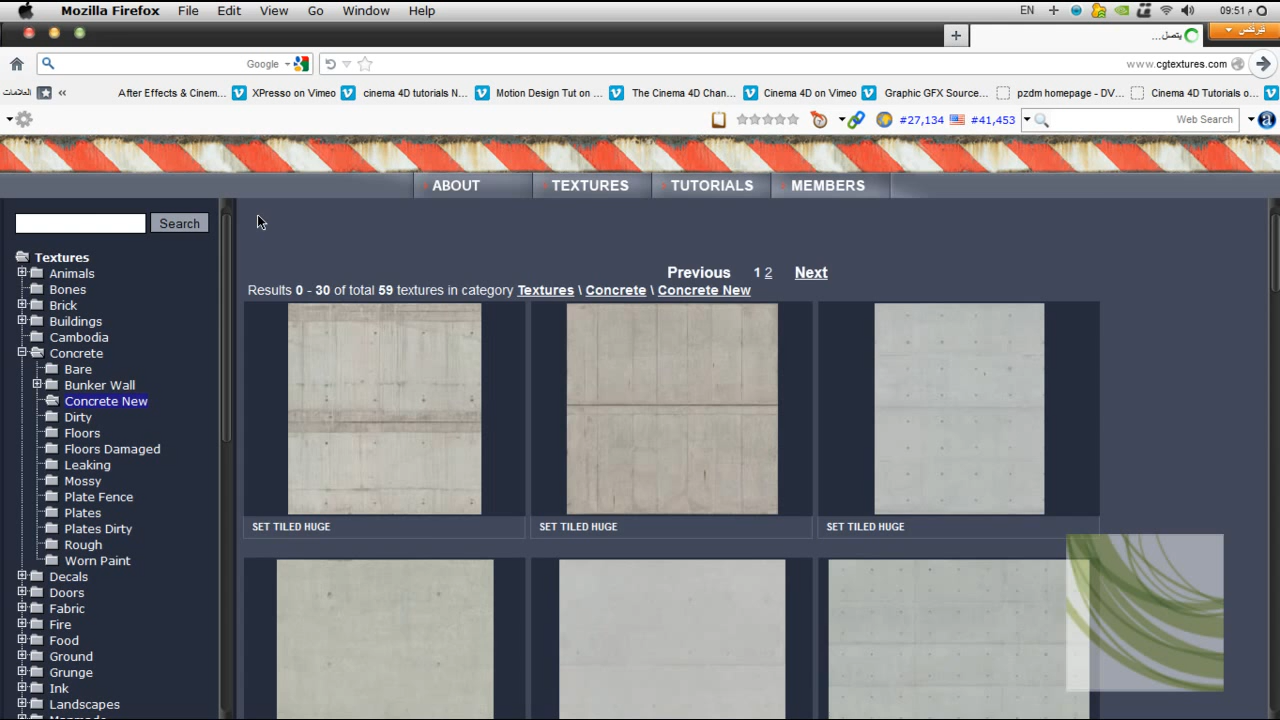 Mozilla Firefox File Edit View Go Window Help EN 09:51 م
يتصل...
فَيَرفُكس
Google www.cgtextures.com
العلامات After Effects & Cinem... XPresso on Vimeo cinema 4D tutorials N... Motion Design Tut on ... The Cinema 4D Chan... Cinema 4D on Vimeo Graphic GFX Source... pzdm homepage - DV... Cinema 4D Tutorials o...
#27,134 #41,453 Web Search
ABOUT TEXTURES TUTORIALS MEMBERS
Search
Textures
Animals
Bones
Brick
Buildings
Cambodia
Concrete
Bare
Bunker Wall
Concrete New
Dirty
Floors
Floors Damaged
Leaking
Mossy
Plate Fence
Plates
Plates Dirty
Rough
Worn Paint
Decals
Doors
Fabric
Fire
Food
Ground
Grunge
Ink
Landscapes
Previous 1 2 Next
Results 0 - 30 of total 59 textures in category Textures \ Concrete \ Concrete New
SET TILED HUGE
SET TILED HUGE
SET TILED HUGE